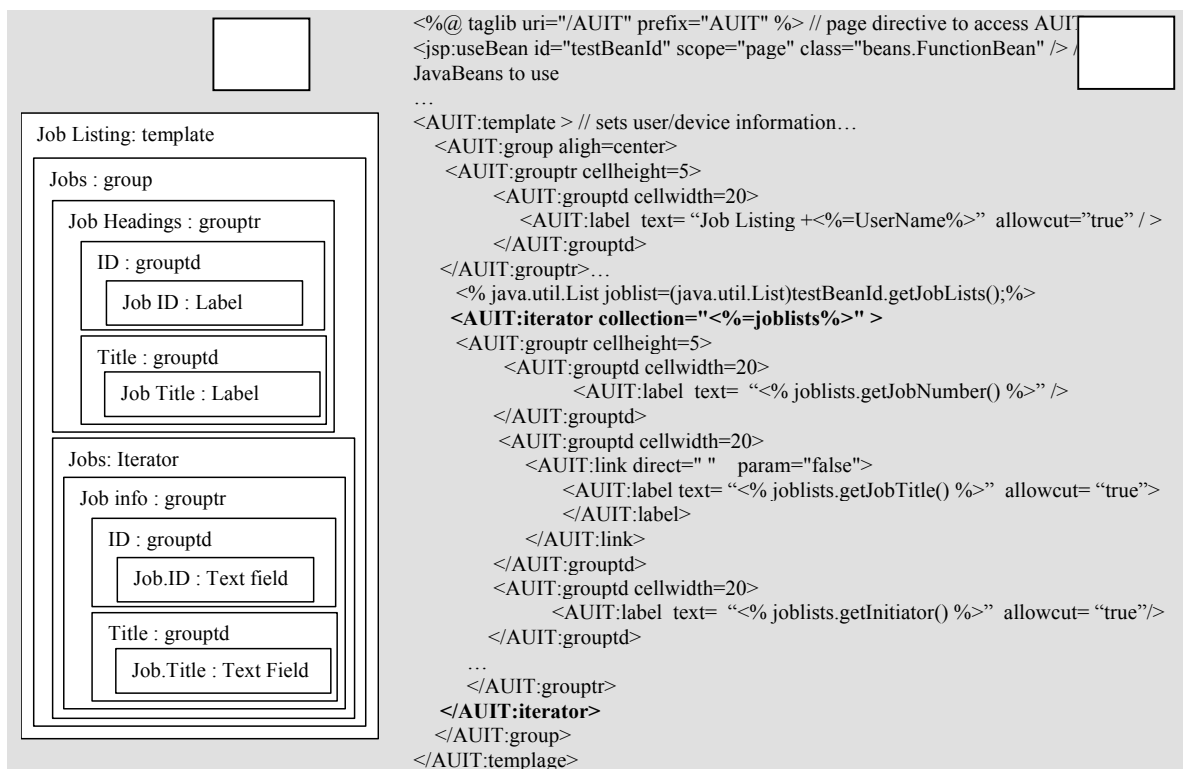 Job Listing: template
Jobs : group
Job Headings : grouptr
ID : grouptd
Job ID : Label
Title : grouptd
Job Title : Label
Jobs: Iterator
Job info : grouptr
ID : grouptd
Job.ID : Text field
Title : grouptd
Job.Title : Text Field
<%@ taglib uri="/AUIT" prefix="AUIT" %> // page directive to access AUIT
<jsp:useBean id="testBeanId" scope="page" class="beans.FunctionBean" /> /
JavaBeans to use
…
<AUIT:template > // sets user/device information…
<AUIT:group aligh=center>
<AUIT:grouptr cellheight=5>
<AUIT:grouptd cellwidth=20>
<AUIT:label text= “Job Listing +<%=UserName%>” allowcut=”true” / >
</AUIT:grouptd>
</AUIT:grouptr>…
<% java.util.List joblist=(java.util.List)testBeanId.getJobLists();%>
<AUIT:iterator collection="<%=joblists%>" >
<AUIT:grouptr cellheight=5>
<AUIT:grouptd cellwidth=20>
<AUIT:label text= “<% joblists.getJobNumber() %>” />
</AUIT:grouptd>
<AUIT:grouptd cellwidth=20>
<AUIT:link direct=" " param="false">
<AUIT:label text= “<% joblists.getJobTitle() %>” allowcut= “true”>
</AUIT:label>
</AUIT:link>
</AUIT:grouptd>
<AUIT:grouptd cellwidth=20>
<AUIT:label text= “<% joblists.getInitiator() %>” allowcut= “true”/>
</AUIT:grouptd>
…
</AUIT:grouptr>
</AUIT:iterator>
</AUIT:group>
</AUIT:templage>